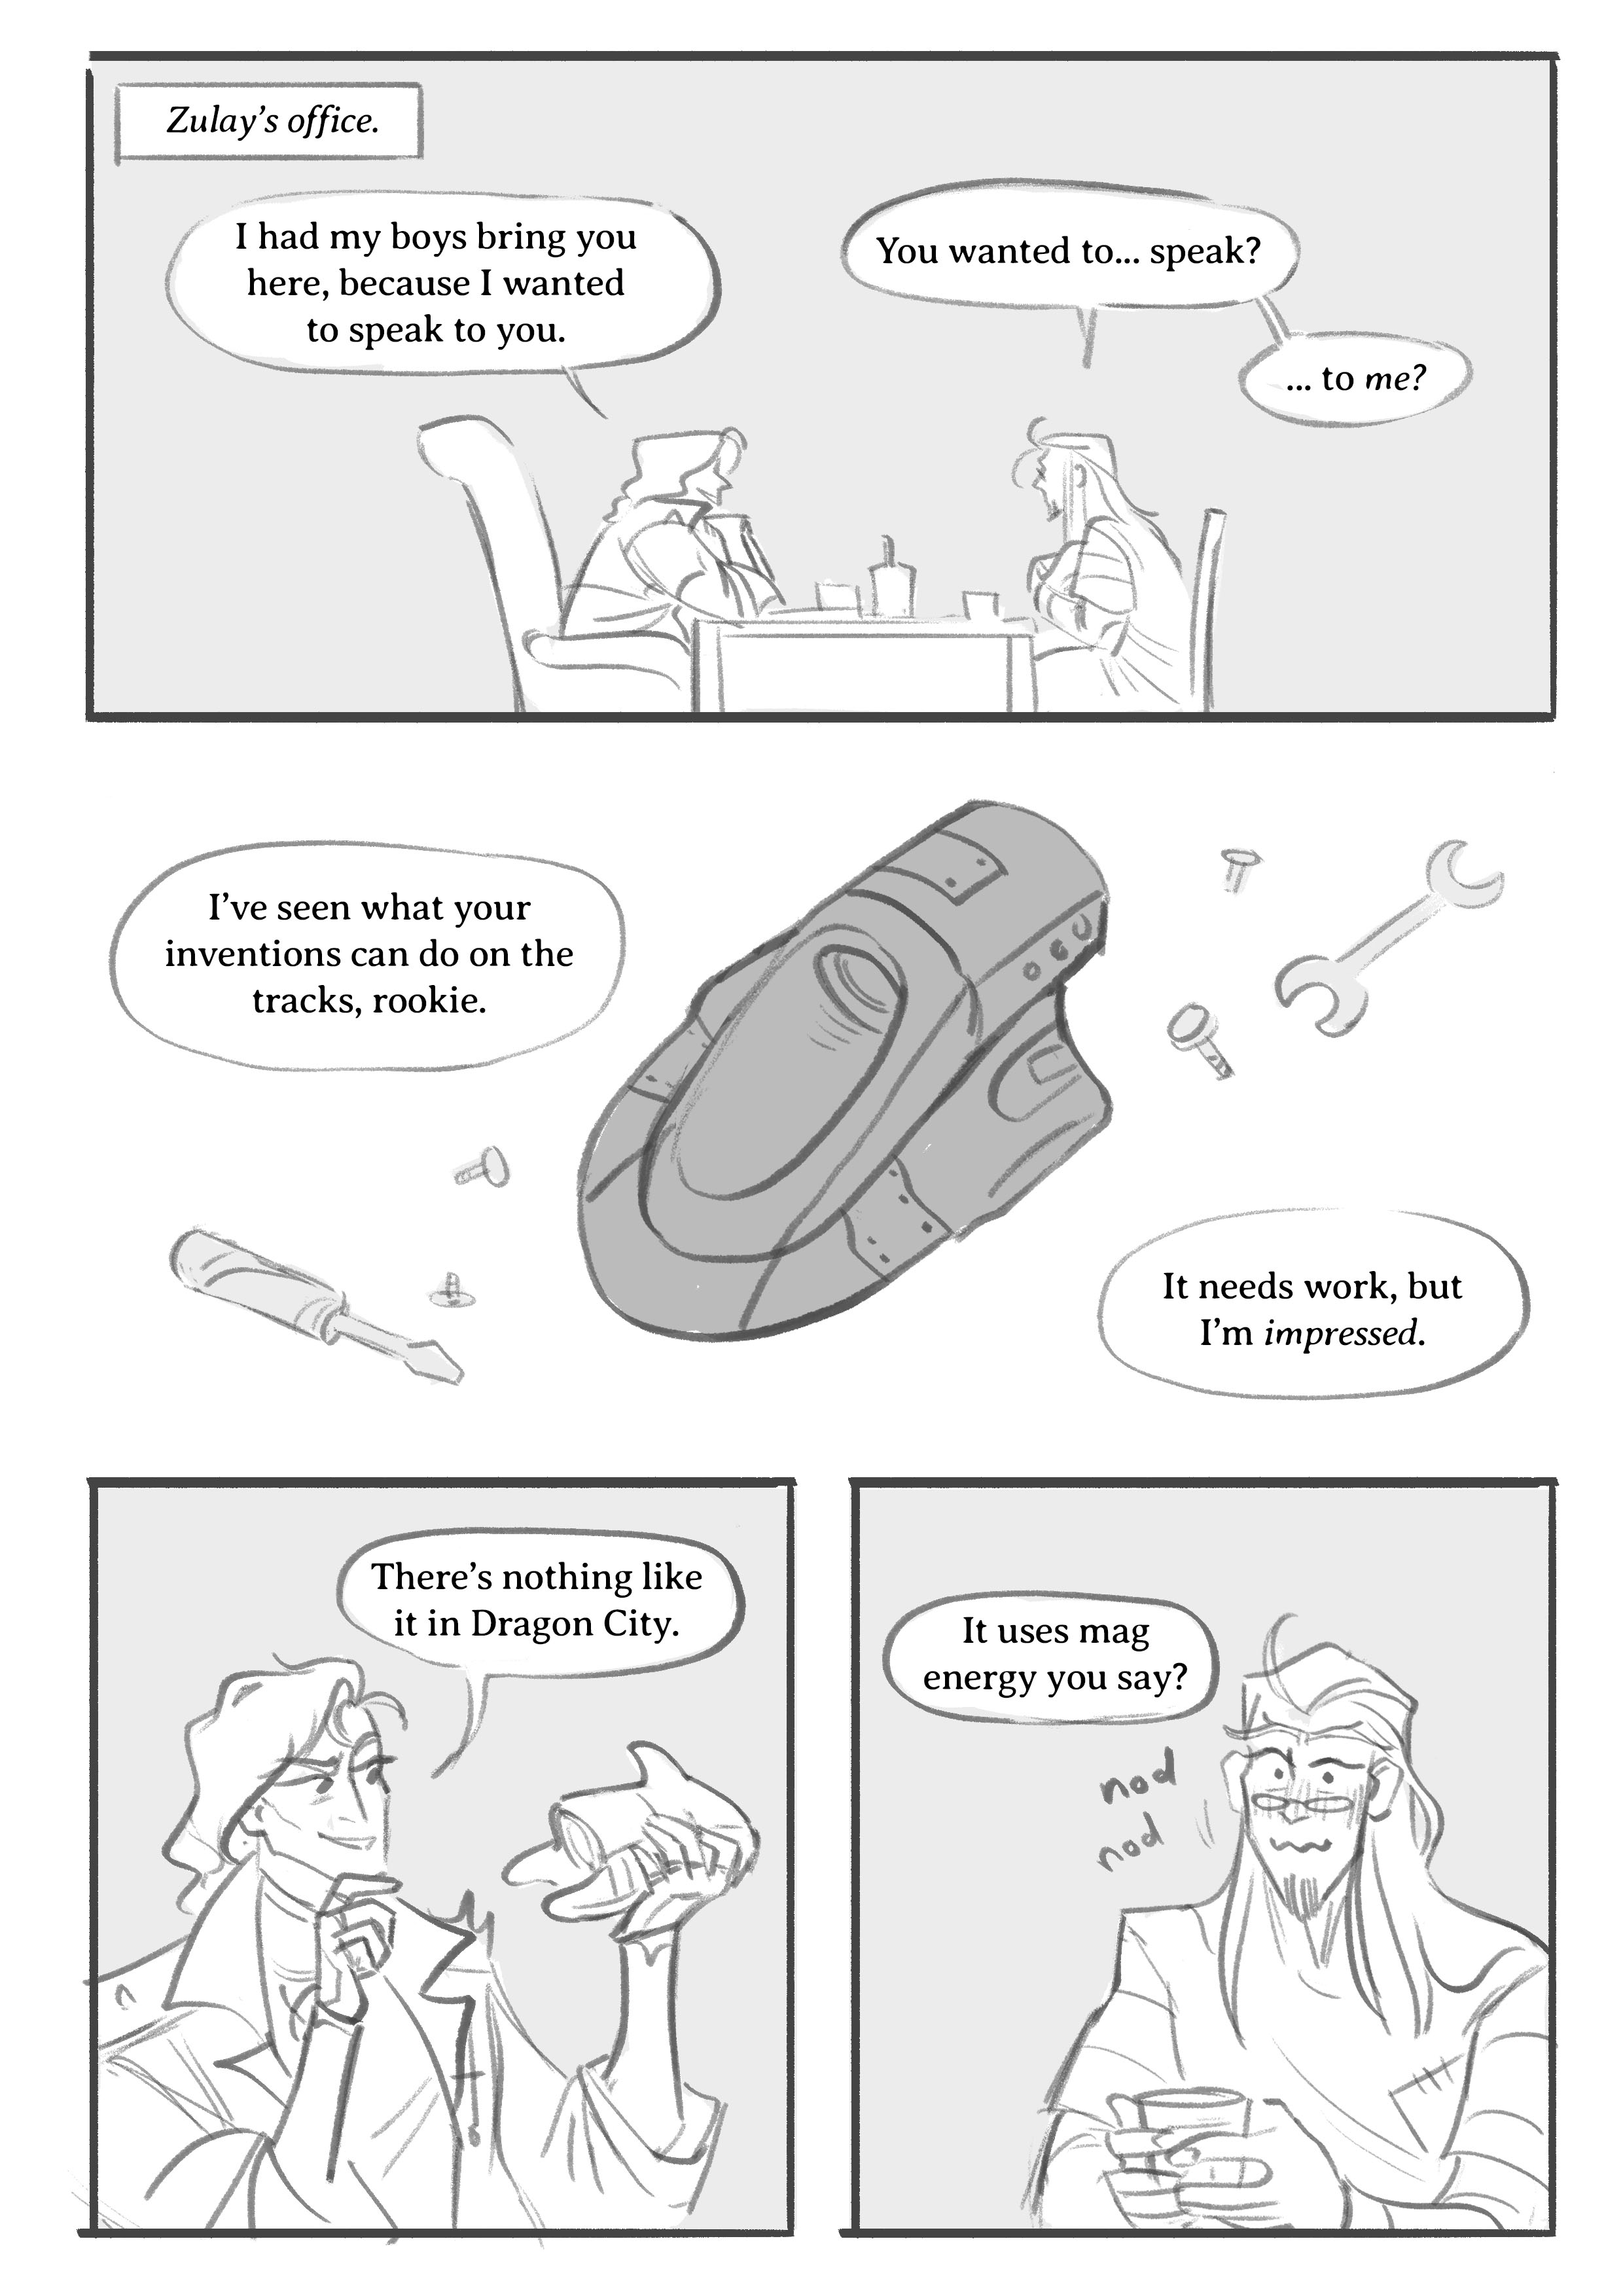 Zulay's office.
I had my boys bring you
here, because I wanted
to speak to you.
You wanted to... speak?
... to me?
I've seen what your
inventions can do on the
tracks, rookie.
It needs work, but
I'm impressed.
There's nothing like
it in Dragon City.
It uses mag
energy you say?
nod
nod